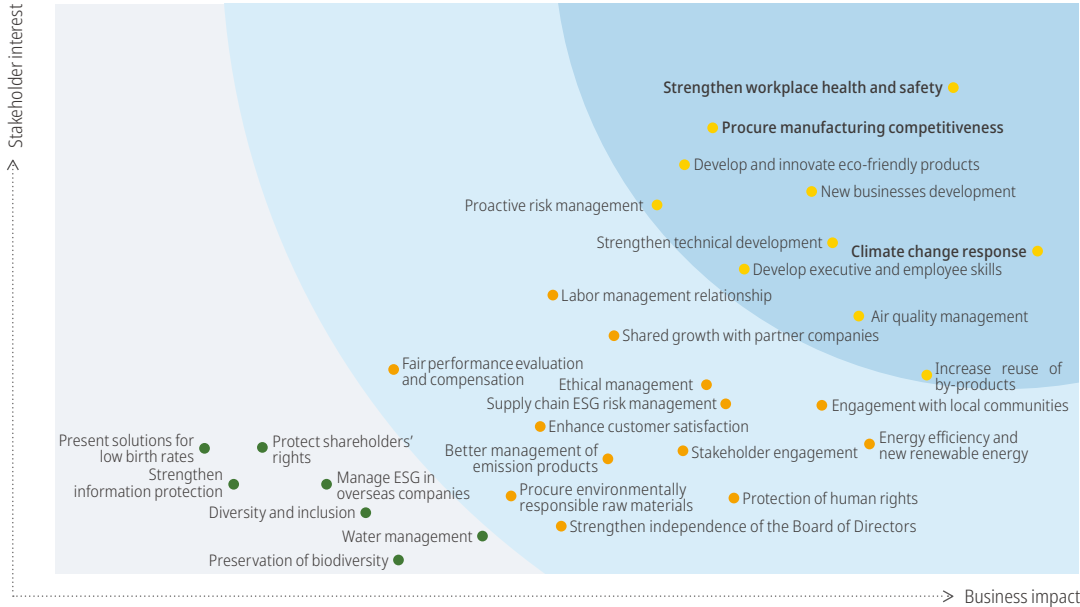 Stakeholder interest
Strengthen workplace health and safety
Procure manufacturing competitiveness
Develop and innovate eco-friendly products
New businesses development
Proactive risk management
Strengthen technical development
Climate change response
Develop executive and employee skills
Labor management relationship
Air quality management
Shared growth with partner companies
Fair performance evaluation
and compensation
Increase reuse of
by-products
Ethical management
Supply chain ESG risk management
Engagement with local communities
Enhance customer satisfaction
Present solutions for
low birth rates
Protect shareholders’
rights
Energy efficiency and
new renewable energy
Better management of
emission products
Stakeholder engagement
Strengthen
information protection
Manage ESG in
overseas companies
Procure environmentally
responsible raw materials
Protection of human rights
Diversity and inclusion
Strengthen independence of the Board of Directors
Water management
Preservation of biodiversity
Business impact